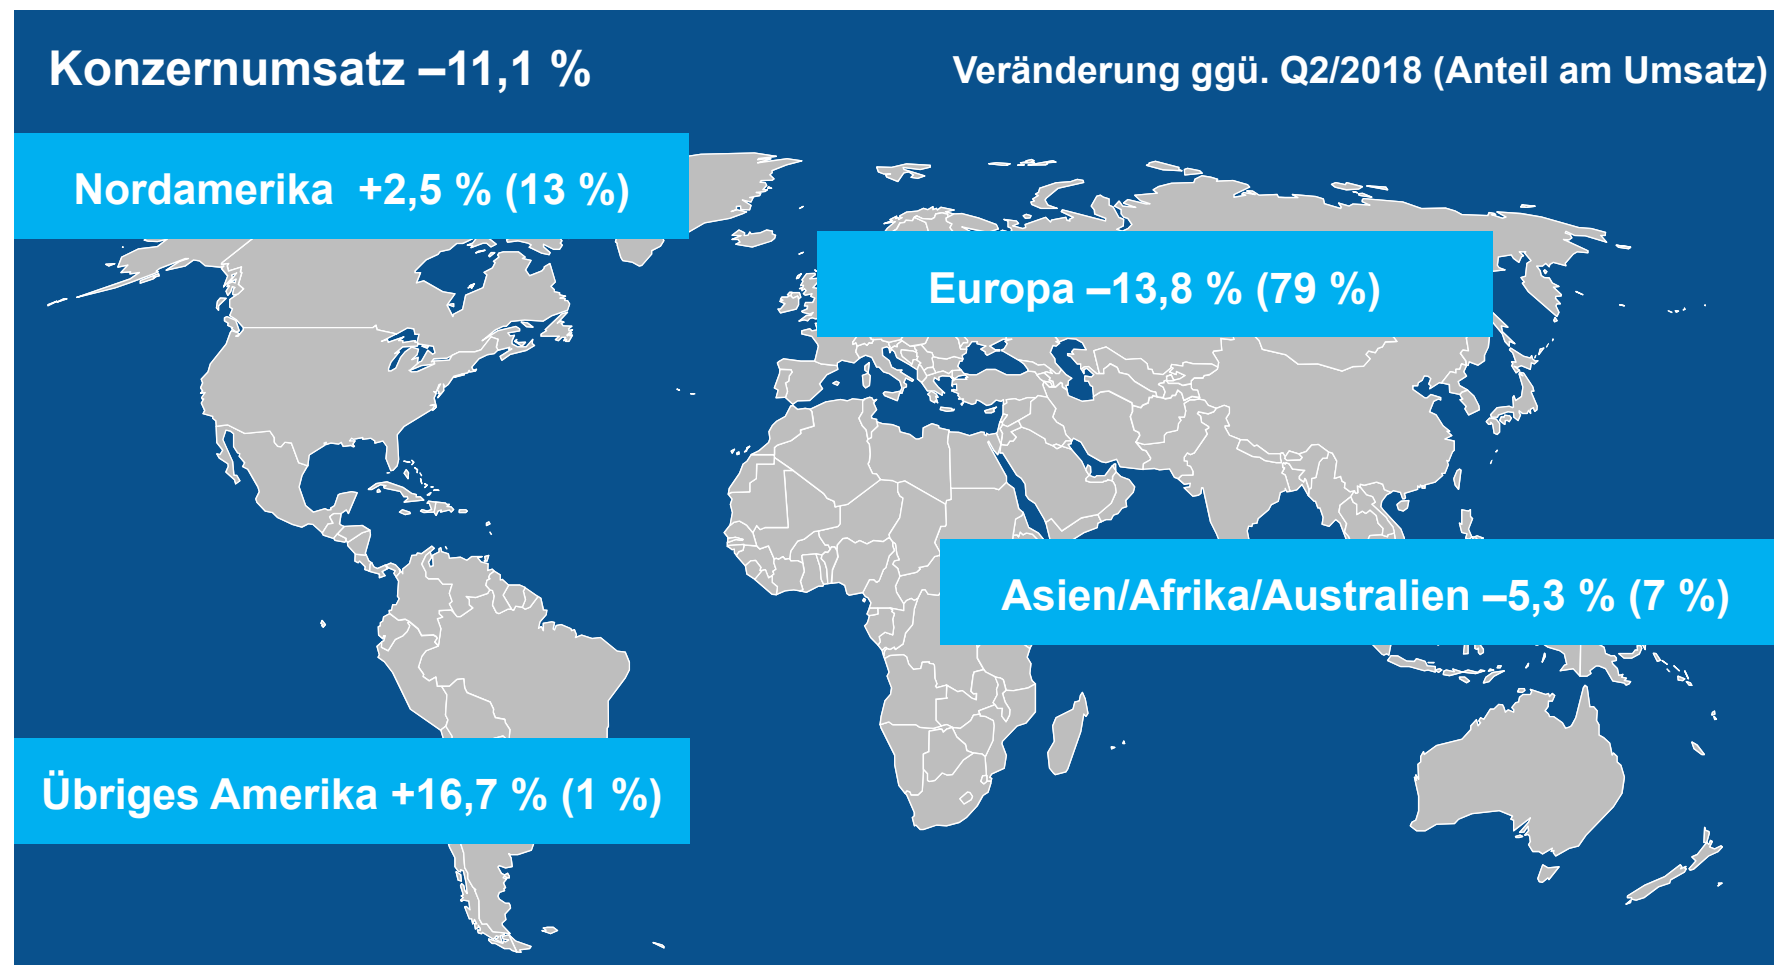 Konzernumsatz –11,1 %
Veränderung ggü. Q2/2018 (Anteil am Umsatz)
Nordamerika +2,5 % (13 %)
Europa –13,8 % (79 %)
Asien/Afrika/Australien –5,3 % (7 %)
Übriges Amerika +16,7 % (1 %)